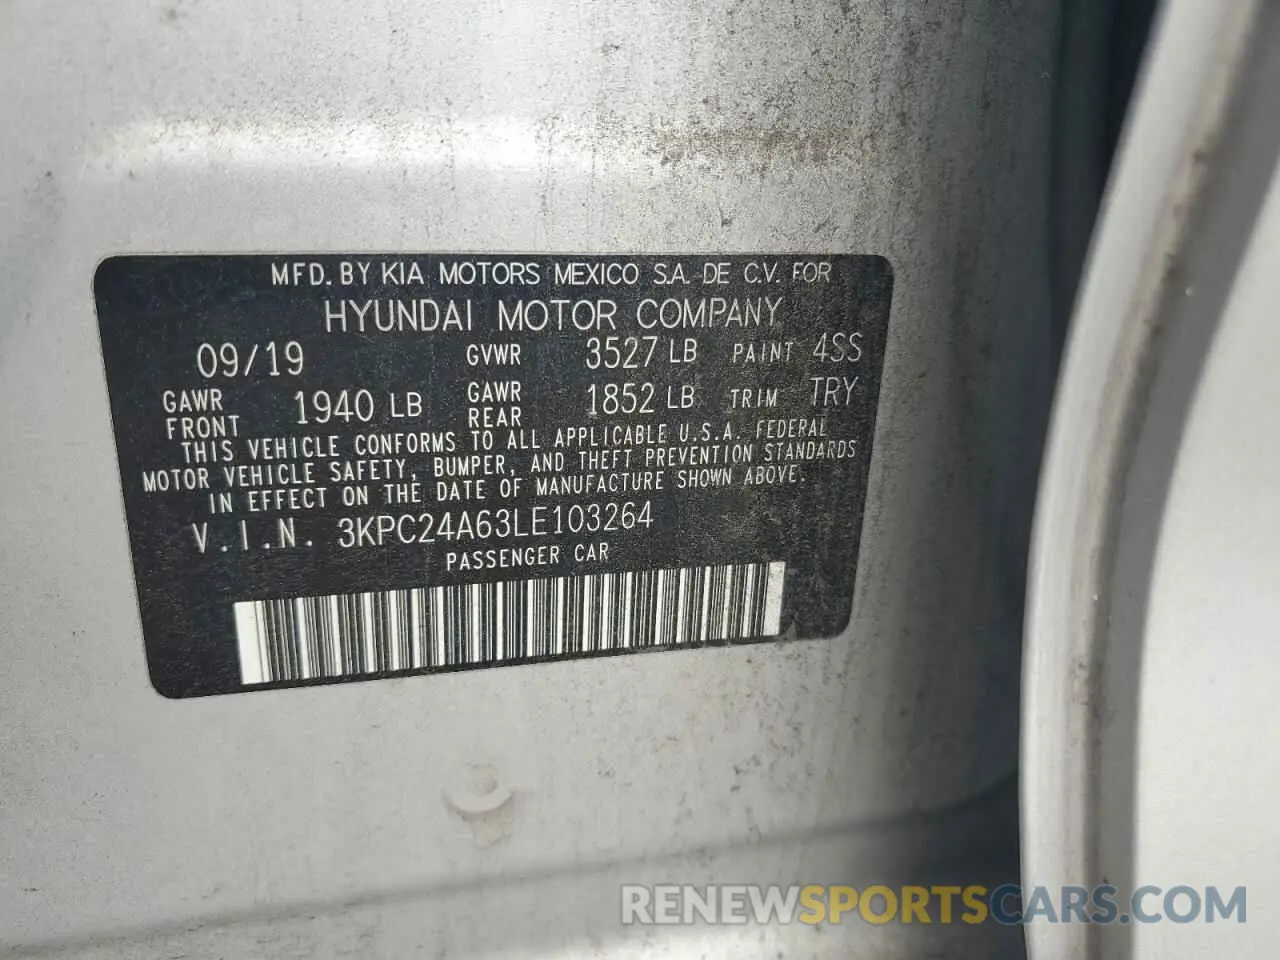 MFD. BY KIA MOTORS MEXICO S.A. DE C.V. FOR
HYUNDAI MOTOR COMPANY
09/19 GVWR 3527 LB PAINT 4SS
GAWR FRONT 1940 LB GAWR REAR 1852 LB TRIM TRY
THIS VEHICLE CONFORMS TO ALL APPLICABLE U.S.A. FEDERAL
MOTOR VEHICLE SAFETY, BUMPER, AND THEFT PREVENTION STANDARDS
IN EFFECT ON THE DATE OF MANUFACTURE SHOWN ABOVE.
V.I.N. 3KPC24A63LE103264
PASSENGER CAR
RENEWSPORTSCARS.COM